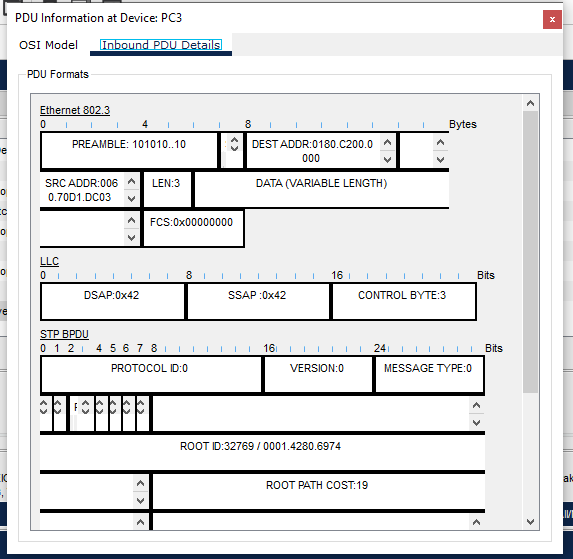 PDU Information at Device: PC3
x
OSI Model
Inbound PDU Details
PDU Formats
Ethernet 802.3
0 4 8 Bytes
PREAMBLE: 101010..10
DEST ADDR:0180.C200.0
000
SRC ADDR:006
0.70D1.DC03
LEN:3
DATA (VARIABLE LENGTH)
FCS:0x00000000
LLC
0 8 16 Bits
DSAP:0x42
SSAP :0x42
CONTROL BYTE:3
STP BPDU
0 1 2 4 5 6 7 8 16 24 Bits
PROTOCOL ID:0
VERSION:0
MESSAGE TYPE:0
ROOT ID:32769 / 0001.4280.6974
ROOT PATH COST:19